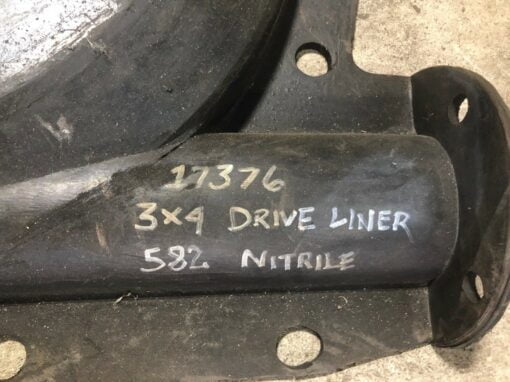 17376
3x4 DRIVE LINER
582 NITRILE